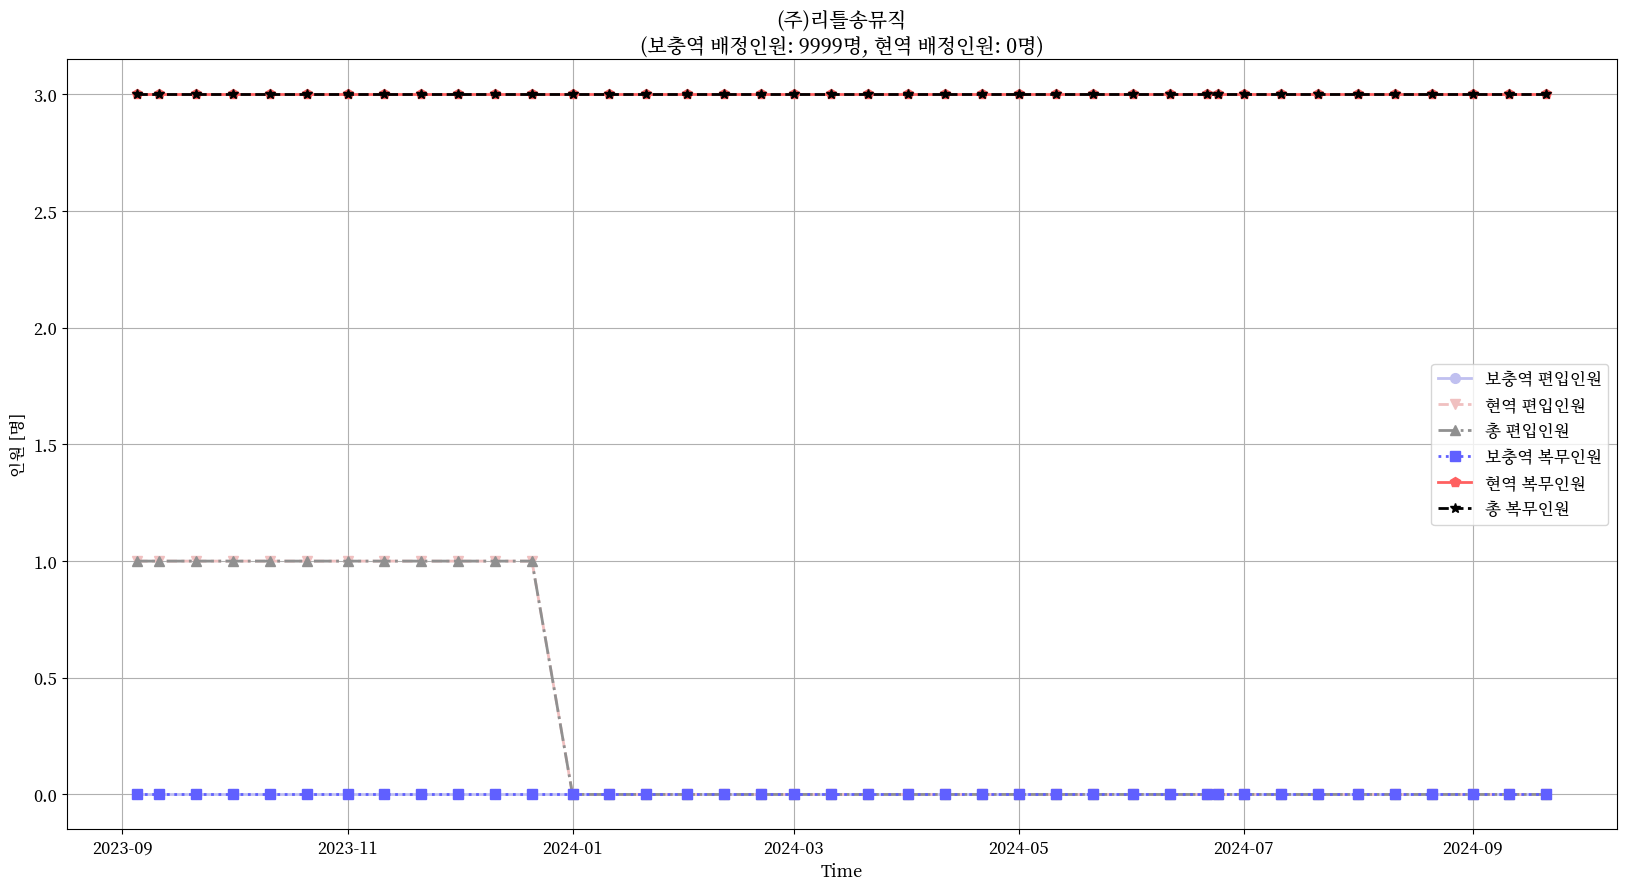 (주)리틀송뮤직
(보충역 배정인원: 9999명, 현역 배정인원: 0명)
3.0
2.5
2.0
1.5
1.0
0.5
0.0
인원 [명]
보충역 편입인원
현역 편입인원
총 편입인원
보충역 복무인원
현역 복무인원
총 복무인원
2023-09 2023-11 2024-01 2024-03 2024-05 2024-07 2024-09
Time